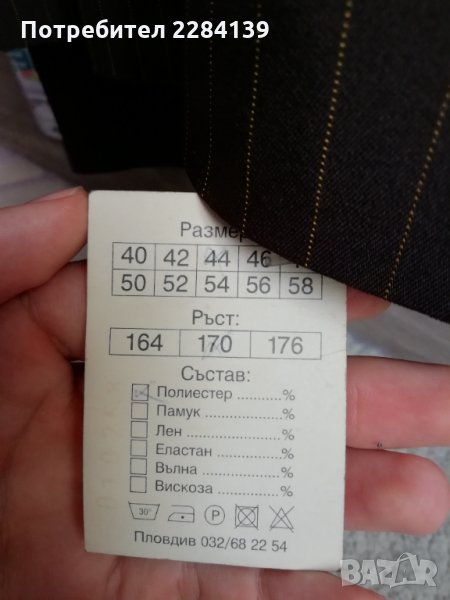 Потребител 2284139
Размер
40 42 44 46
50 52 54 56 58
Ръст:
164 170 176
Състав:
Полиестер ...........%
Памук ..................%
Лен ......................%
Еластан ...............%
Вълна ..................%
Вискоза ...............%
30° P
Пловдив 032/68 22 54
BAZAR